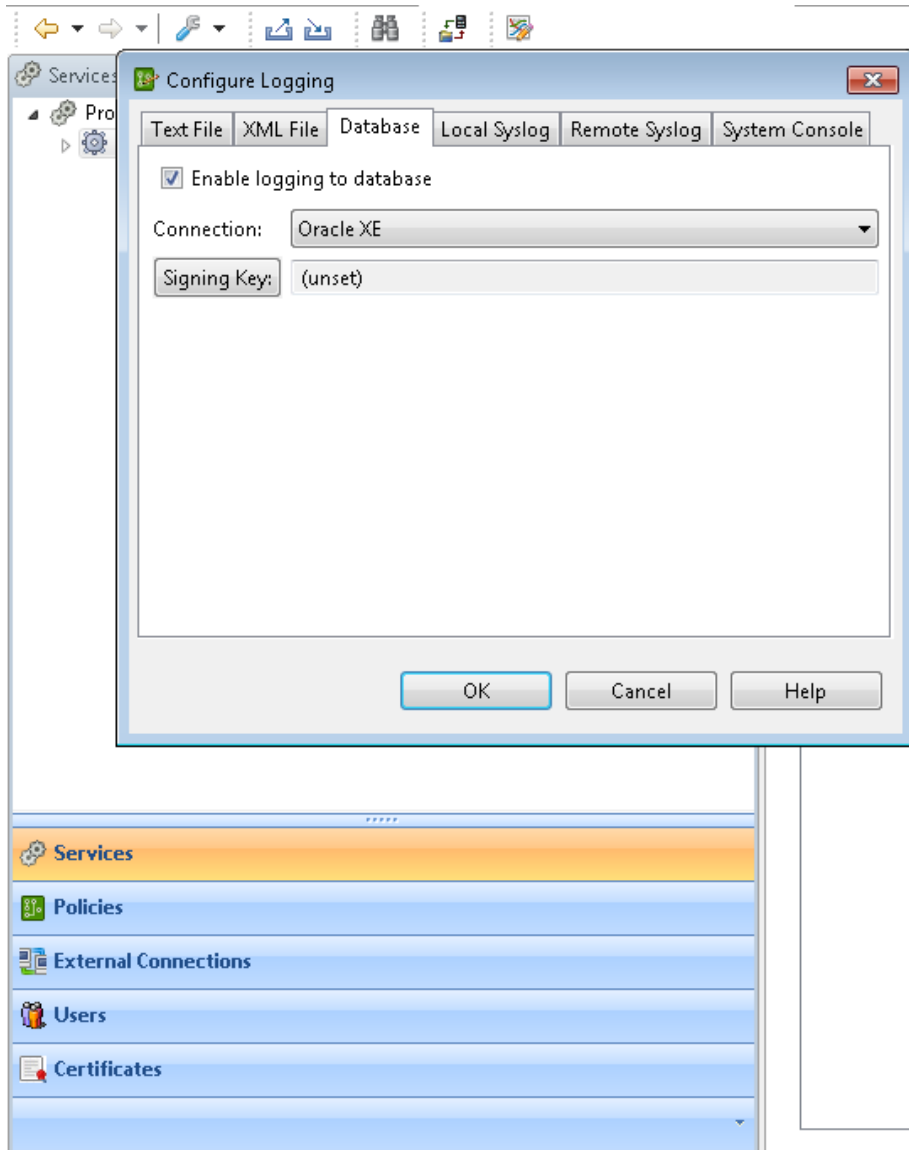 Services
Configure Logging
Pro
Text File XML File Database Local Syslog Remote Syslog System Console
Enable logging to database
Connection: Oracle XE
Signing Key: (unset)
OK Cancel Help
Services
Policies
External Connections
Users
Certificates